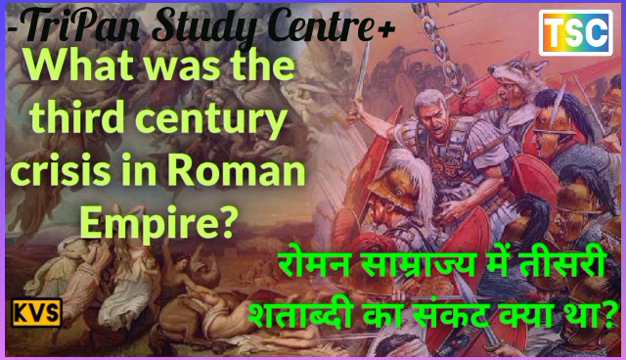 -TriPan Study Centre+
TSC
What was the
third century
crisis in Roman
Empire?
रोमन साम्राज्य में तीसरी
शताब्दी का संकट क्या था?
KVS